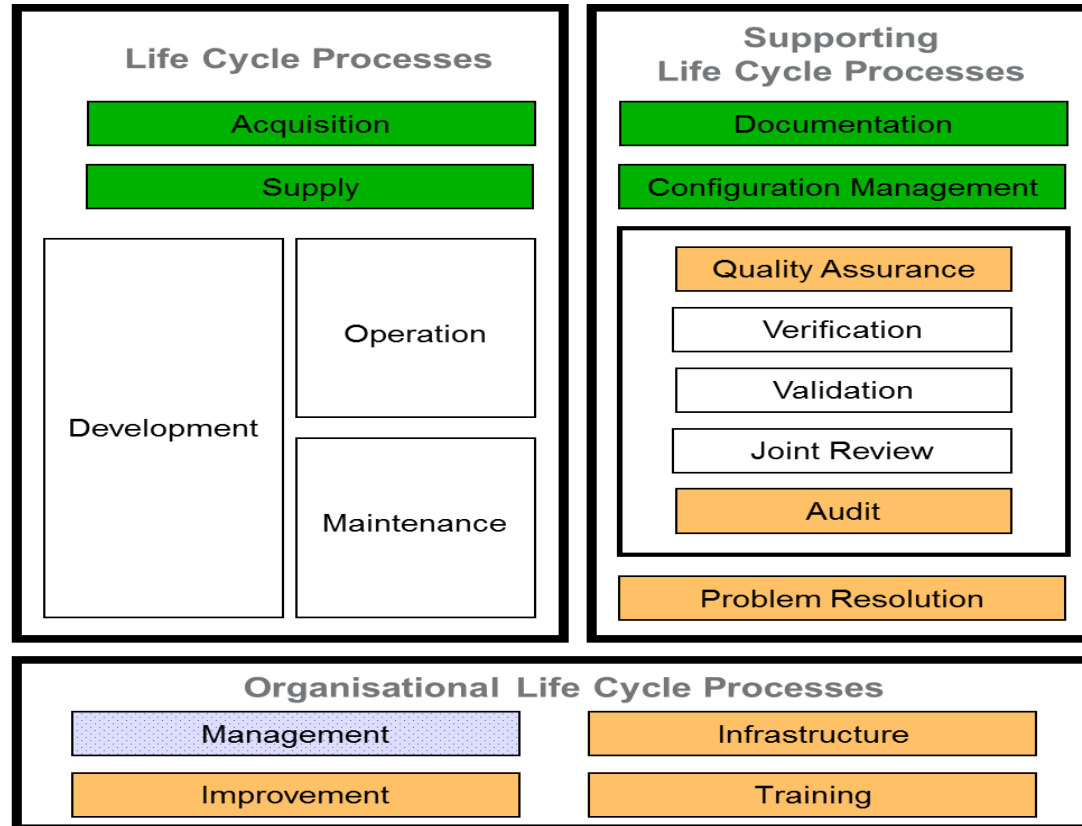 Life Cycle Processes
Acquisition
Supply
Development
Operation
Maintenance
Supporting
Life Cycle Processes
Documentation
Configuration Management
Quality Assurance
Verification
Validation
Joint Review
Audit
Problem Resolution
Organisational Life Cycle Processes
Management
Infrastructure
Improvement
Training